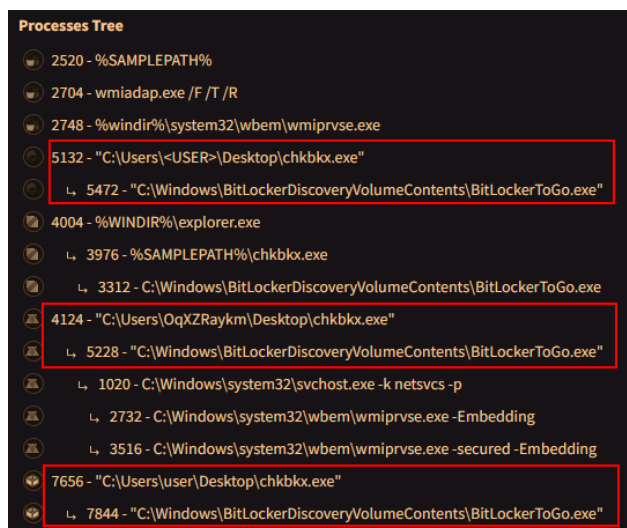 Processes Tree
2520 - %SAMPLEPATH%
2704 - wmiadap.exe /F /T /R
2748 - %windir%\system32\wbem\wmiprvse.exe
5132 - "C:\Users\<USER>\Desktop\chkbkx.exe"
↳ 5472 - "C:\Windows\BitLockerDiscoveryVolumeContents\BitLockerToGo.exe"
4004 - %WINDIR%\explorer.exe
↳ 3976 - %SAMPLEPATH%\chkbkx.exe
↳ 3312 - C:\Windows\BitLockerDiscoveryVolumeContents\BitLockerToGo.exe
4124 - "C:\Users\OqXZRaykm\Desktop\chkbkx.exe"
↳ 5228 - "C:\Windows\BitLockerDiscoveryVolumeContents\BitLockerToGo.exe"
↳ 1020 - C:\Windows\system32\svchost.exe -k netsvcs -p
↳ 2732 - C:\Windows\system32\wbem\wmiprvse.exe -Embedding
↳ 3516 - C:\Windows\system32\wbem\wmiprvse.exe -secured -Embedding
7656 - "C:\Users\user\Desktop\chkbkx.exe"
↳ 7844 - "C:\Windows\BitLockerDiscoveryVolumeContents\BitLockerToGo.exe"